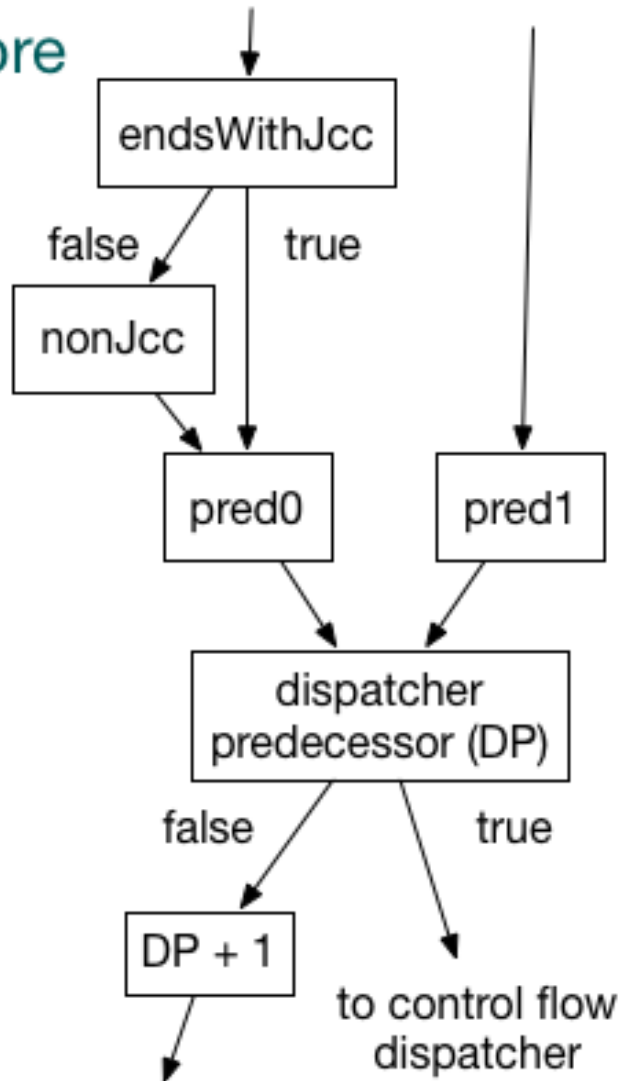 ore
endsWithJcc
false
true
nonJcc
pred0
pred1
dispatcher
predecessor (DP)
false
true
DP + 1
to control flow
dispatcher